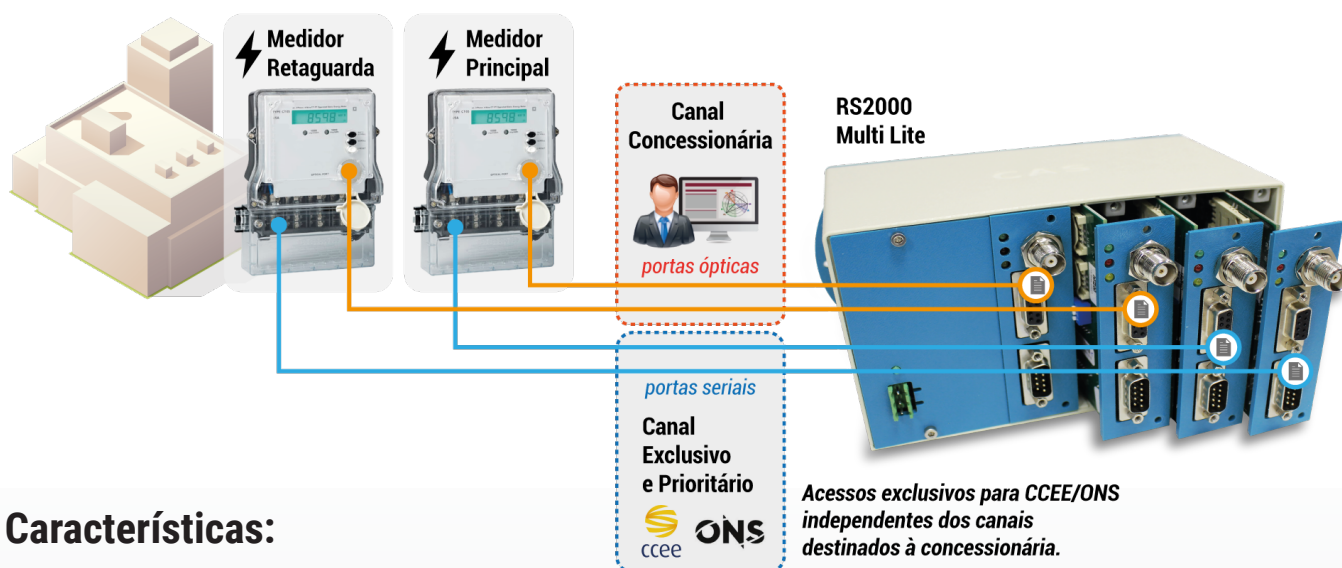 Medidor
Retaguarda
Medidor
Principal
Canal
Concessionária
portas ópticas
RS2000
Multi Lite
portas seriais
Canal
Exclusivo
e Prioritário
ccee
ONS
Acessos exclusivos para CCEE/ONS
independentes dos canais
destinados à concessionária.
Características: